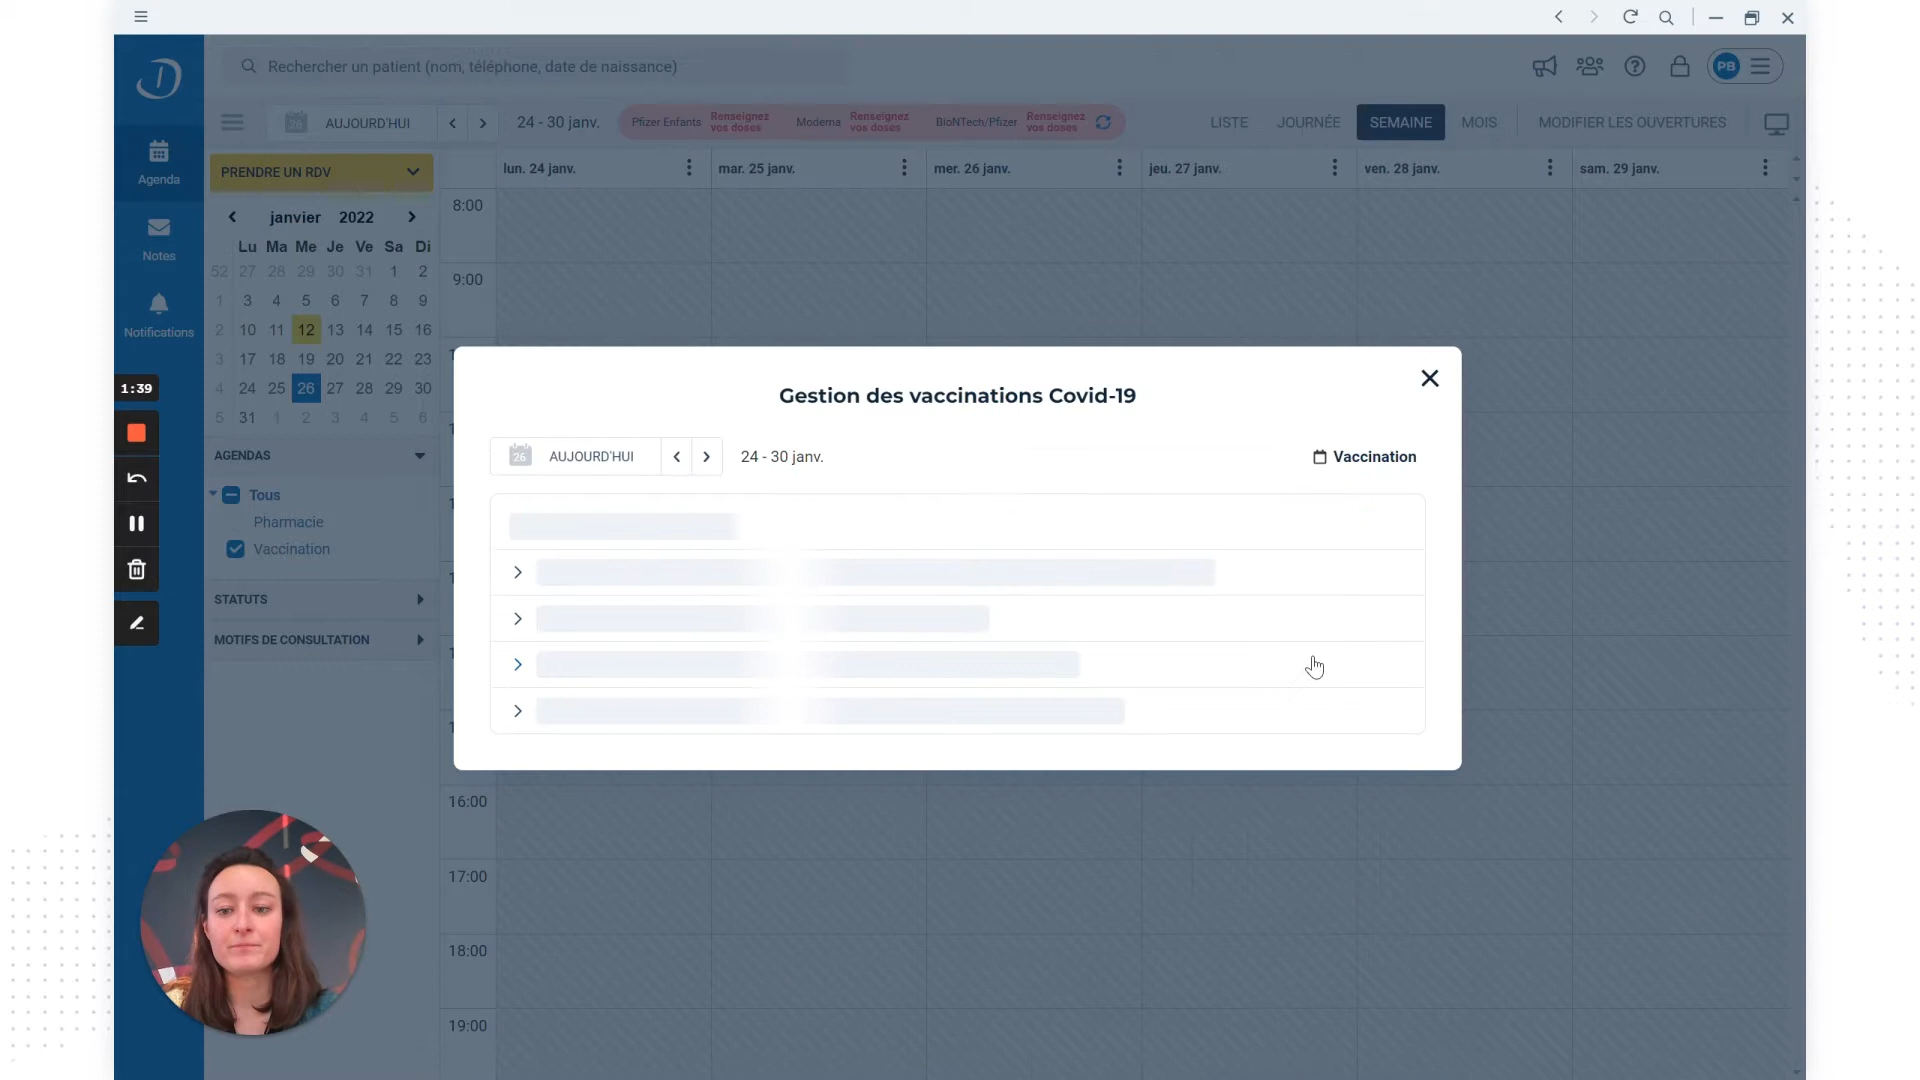 Rechercher un patient (nom, téléphone, date de naissance)
PB
26 AUJOURD'HUI
24 - 30 janv.
Pfizer Enfants Renseignez vos doses
Moderna Renseignez vos doses
BioNTech/Pfizer Renseignez vos doses
LISTE JOURNÉE SEMAINE MOIS MODIFIER LES OUVERTURES
Agenda
Notes
Notifications
1:39
PRENDRE UN RDV
janvier 2022
Lu Ma Me Je Ve Sa Di
52 27 28 29 30 31 1 2
1 3 4 5 6 7 8 9
2 10 11 12 13 14 15 16
3 17 18 19 20 21 22 23
4 24 25 26 27 28 29 30
5 31 1 2 3 4 5 6
AGENDAS
Tous
Pharmacie
Vaccination
STATUTS
MOTIFS DE CONSULTATION
lun. 24 janv. mar. 25 janv. mer. 26 janv. jeu. 27 janv. ven. 28 janv. sam. 29 janv.
8:00
9:00
Gestion des vaccinations Covid-19
26 AUJOURD'HUI
24 - 30 janv.
Vaccination
16:00
17:00
18:00
19:00